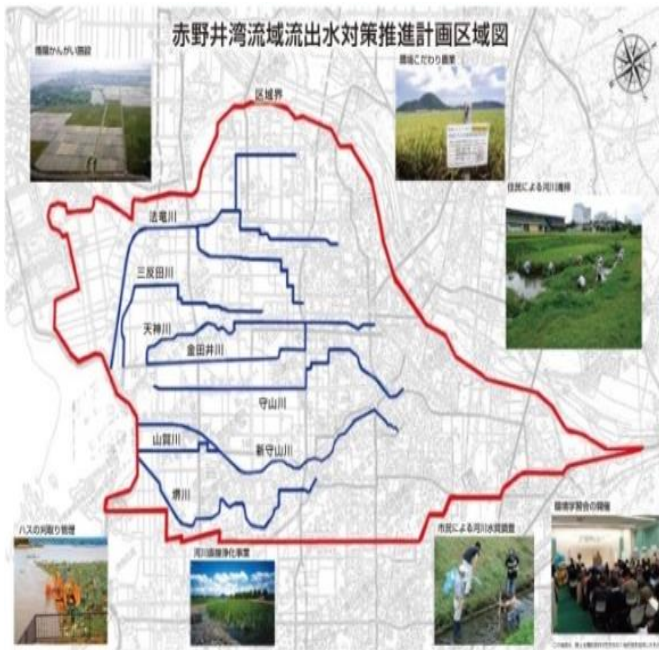 赤野井湾流域流出水対策推進計画区域図
循環かんがい施設
環境こだわり農業
区域界
住民による河川清掃
法竜川
三反田川
天神川
金田井川
守山川
山賀川
新守山川
堺川
ハスの刈取り管理
河川直接浄化事業
市民による河川水質調査
環境学習会の開催